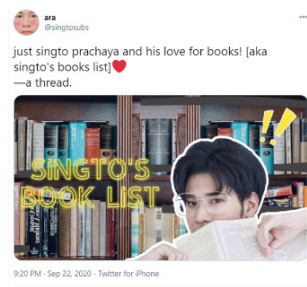 ara
@singtosubs
just singto prachaya and his love for books! [aka
singto's books list]❤️
—a thread.
SINGTO'S
BOOK LIST
9:20 PM · Sep 22, 2020 · Twitter for iPhone